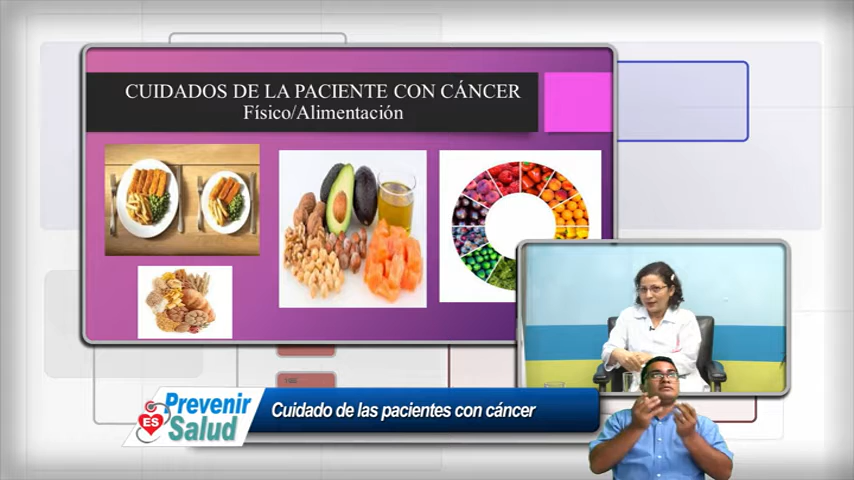 CUIDADOS DE LA PACIENTE CON CÁNCER
Físico/Alimentación
Prevenir
ES
Salud
Cuidado de las pacientes con cáncer